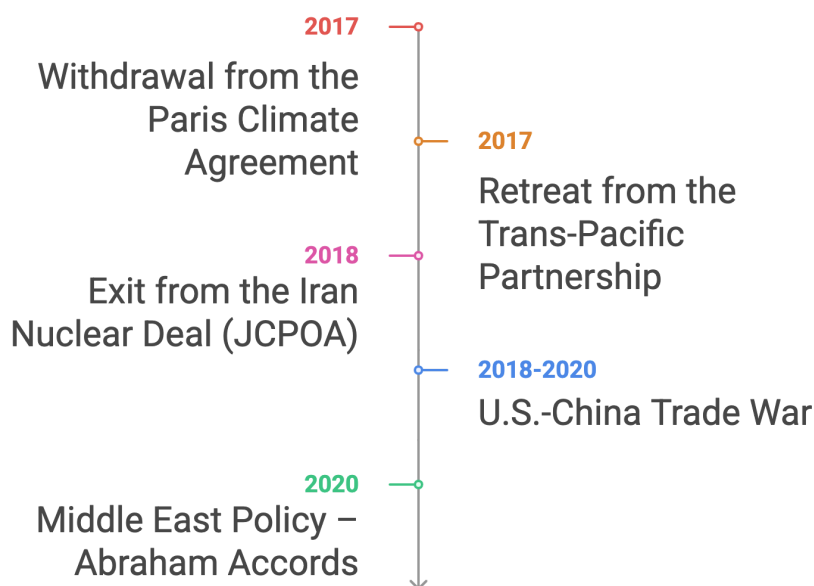 2017
Withdrawal from the
Paris Climate
Agreement
2017
Retreat from the
Trans-Pacific
Partnership
2018
Exit from the Iran
Nuclear Deal (JCPOA)
2018-2020
U.S.-China Trade War
2020
Middle East Policy –
Abraham Accords